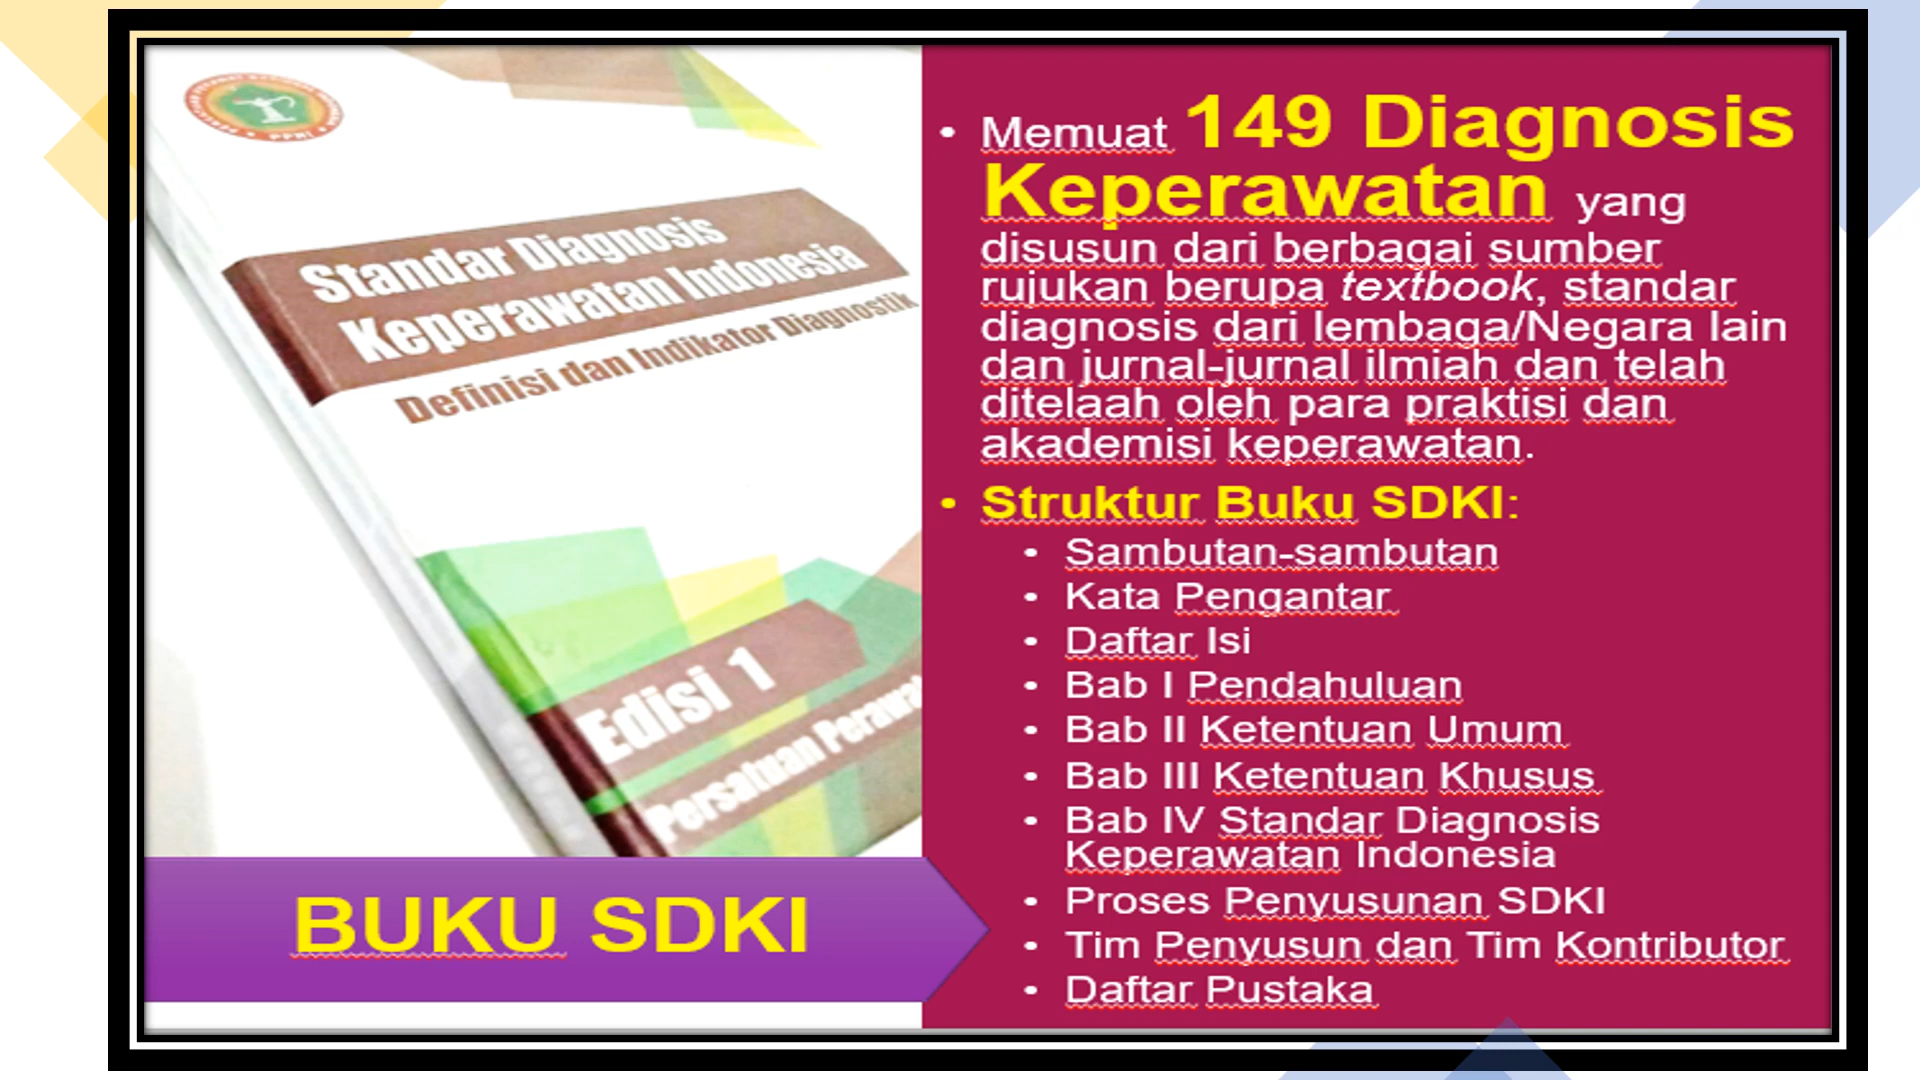 Standar Diagnosis
Keperawatan Indonesia
Definisi dan Indikator Diagnostik
Edisi 1
Persatuan
BUKU SDKI
• Memuat 149 Diagnosis
Keperawatan yang
disusun dari berbagai sumber
rujukan berupa textbook, standar
diagnosis dari lembaga/Negara lain
dan jurnal-jurnal ilmiah dan telah
ditelaah oleh para praktisi dan
akademisi keperawatan.
• Struktur Buku SDKI:
• Sambutan-sambutan
• Kata Pengantar
• Daftar Isi
• Bab I Pendahuluan
• Bab II Ketentuan Umum
• Bab III Ketentuan Khusus
• Bab IV Standar Diagnosis
Keperawatan Indonesia
• Proses Penyusunan SDKI
• Tim Penyusun dan Tim Kontributor
• Daftar Pustaka